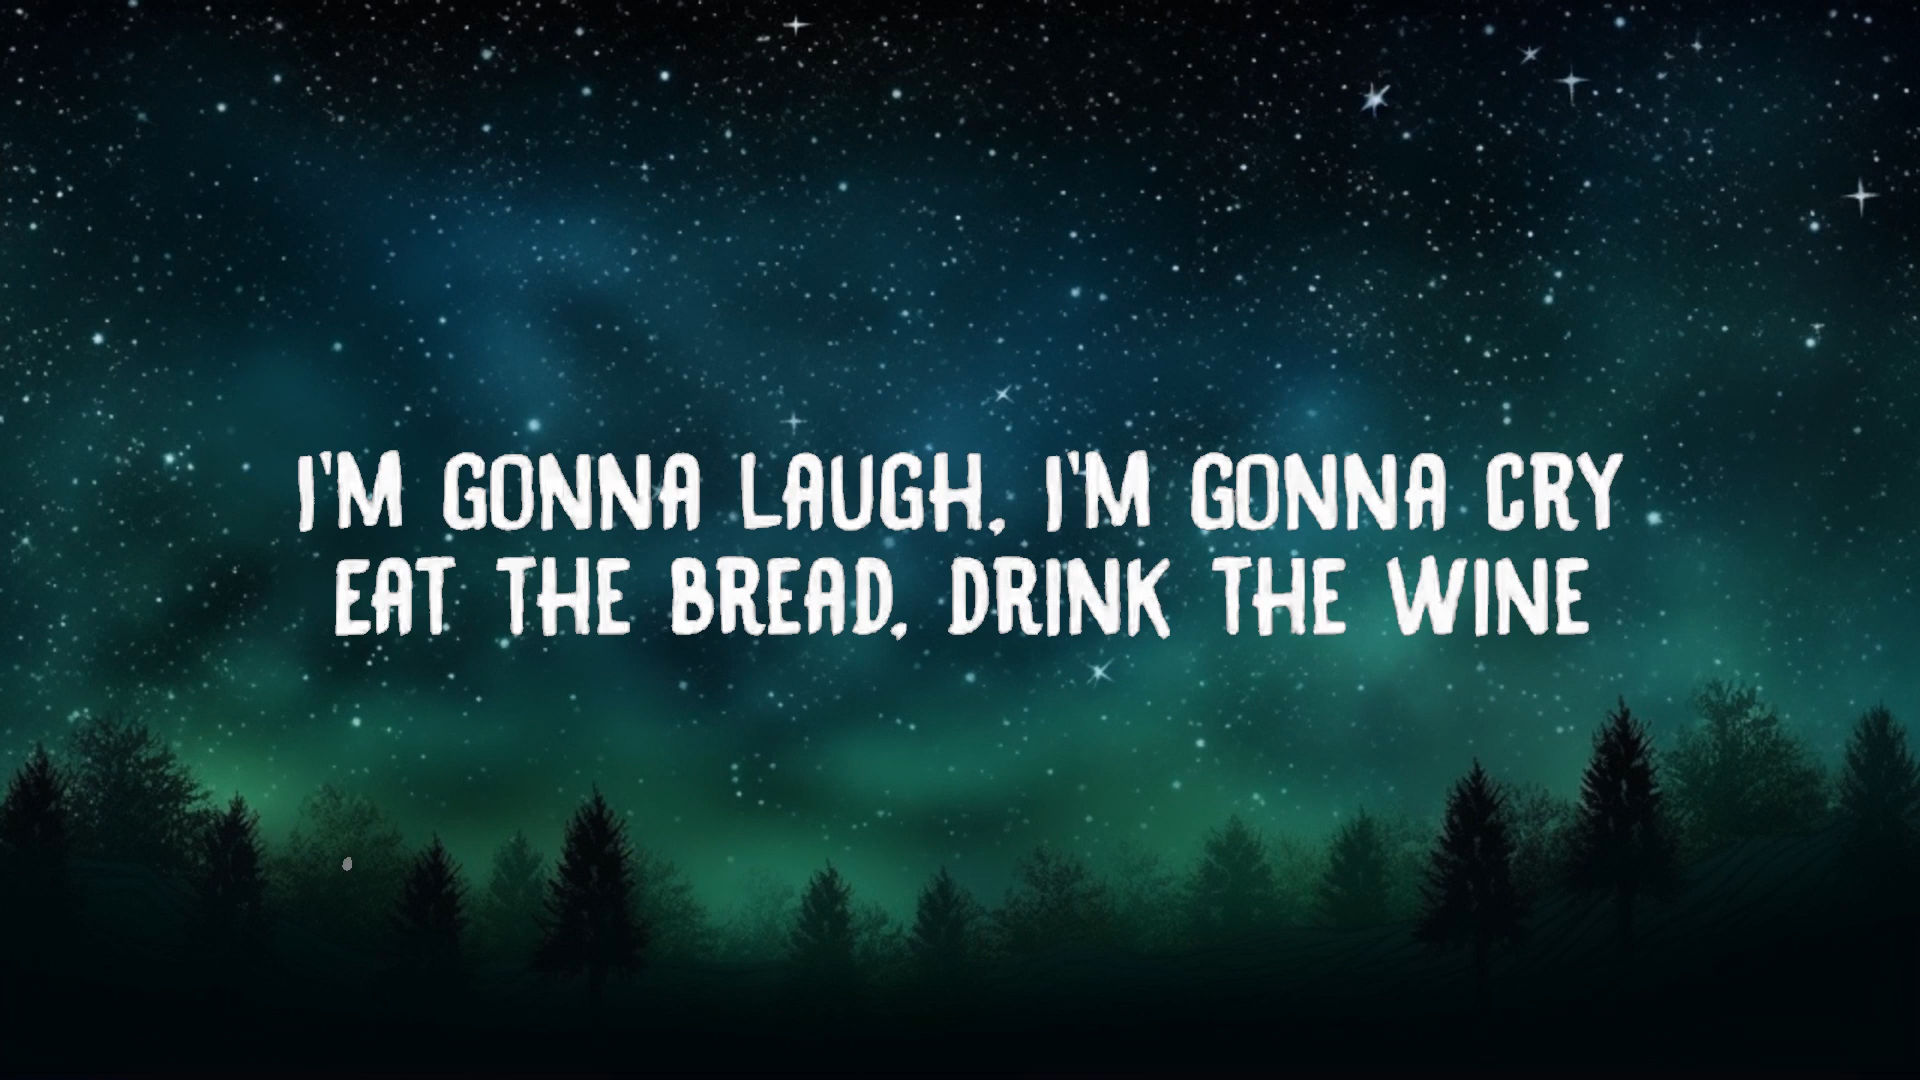 I'M GONNA LAUGH, I'M GONNA CRY
EAT THE BREAD, DRINK THE WINE